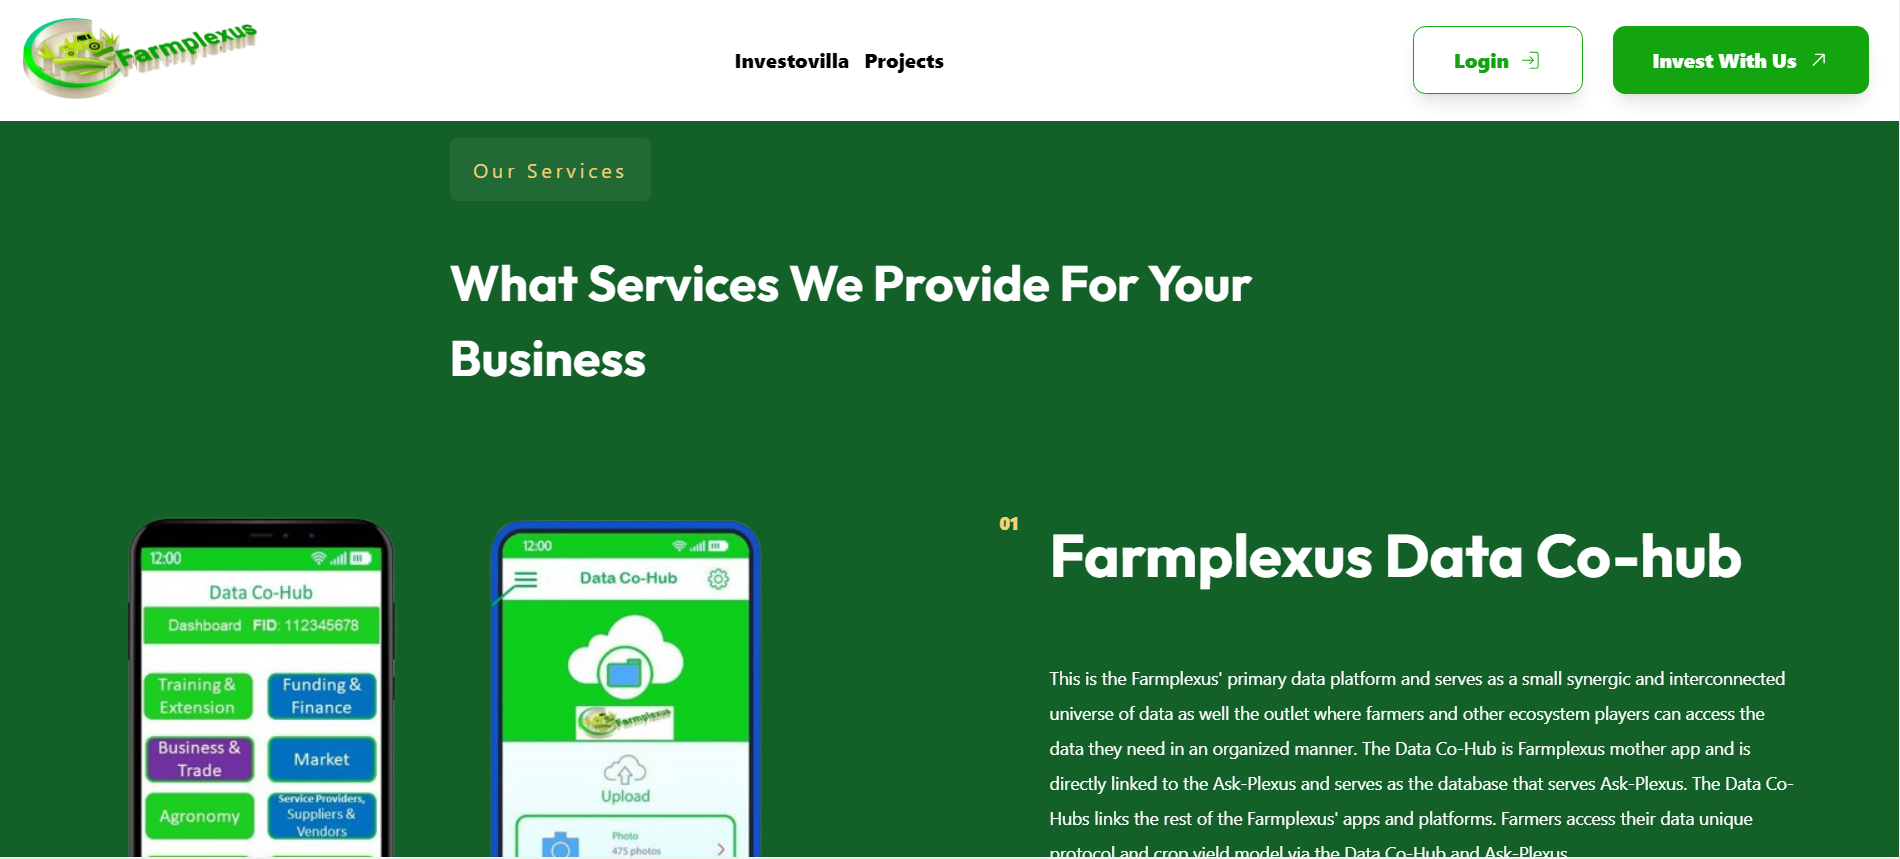 Farmplexus
Investovilla Projects
Login
Invest With Us
Our Services
What Services We Provide For Your
Business
12:00
Data Co-Hub
Dashboard FID: 112345678
Training &
Extension
Funding &
Finance
Business &
Trade
Market
Agronomy
Service Providers,
Suppliers &
Vendors
12:00
Data Co-Hub
Farmplexus
Upload
Photo
475 photos
01
Farmplexus Data Co-hub
This is the Farmplexus' primary data platform and serves as a small synergic and interconnected
universe of data as well the outlet where farmers and other ecosystem players can access the
data they need in an organized manner. The Data Co-Hub is Farmplexus mother app and is
directly linked to the Ask-Plexus and serves as the database that serves Ask-Plexus. The Data Co-
Hubs links the rest of the Farmplexus' apps and platforms. Farmers access their data unique
protocol and crop yield model via the Data Co-Hub and Ask-Plexus.